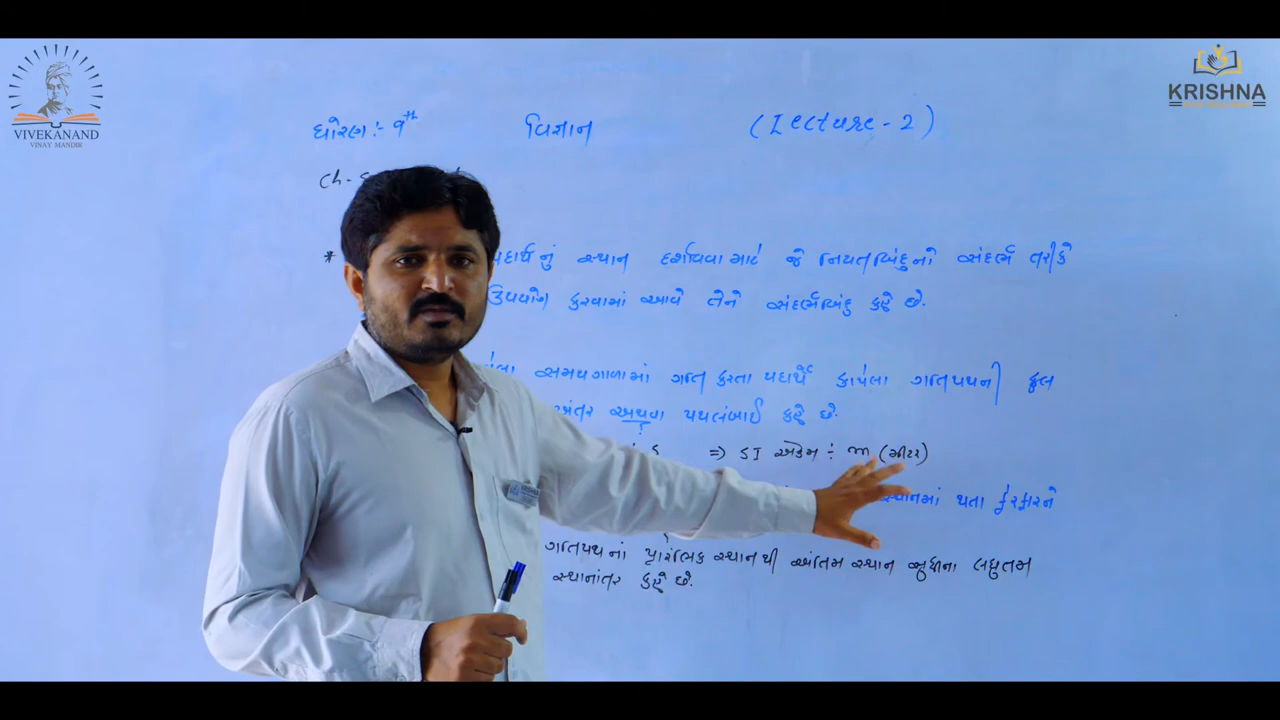 VIVEKANAND
VINAY MANDIR
KRISHNA
ધોરણ :- 9th વિજ્ઞાન (Lecture - 2)
Ch-
* પદાર્થ નું સ્થાન દર્શાવવા માટે જે નિયતબિંદુનો સંદર્ભ તરીકે
ઉપયોગ કરવામાં આવે તેને સંદર્ભબિંદુ કહે છે.
સમયગાળામાં ગતિ કરતા પદાર્થે કાપેલા ગતિપથની કુલ
અંતર અથવા પથલંબાઈ કહે છે.
=> SI એકમ :- m (મીટર)
સ્થાનમાં થતા ફેરફારને
ગતિપથનાં પ્રારંભિક સ્થાન થી અંતિમ સ્થાન સુધીના લઘુતમ
સ્થાનાંતર કહે છે.